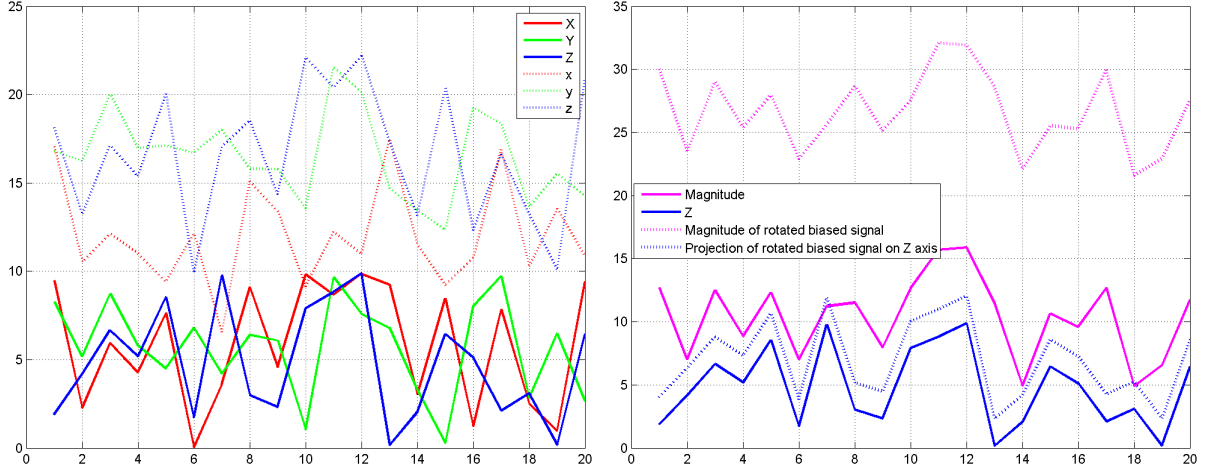 25
20
15
10
5
0
0 2 4 6 8 10 12 14 16 18 20
X
Y
Z
x
y
z
35
30
25
20
15
10
5
0
0 2 4 6 8 10 12 14 16 18 20
Magnitude
Z
Magnitude of rotated biased signal
Projection of rotated biased signal on Z axis